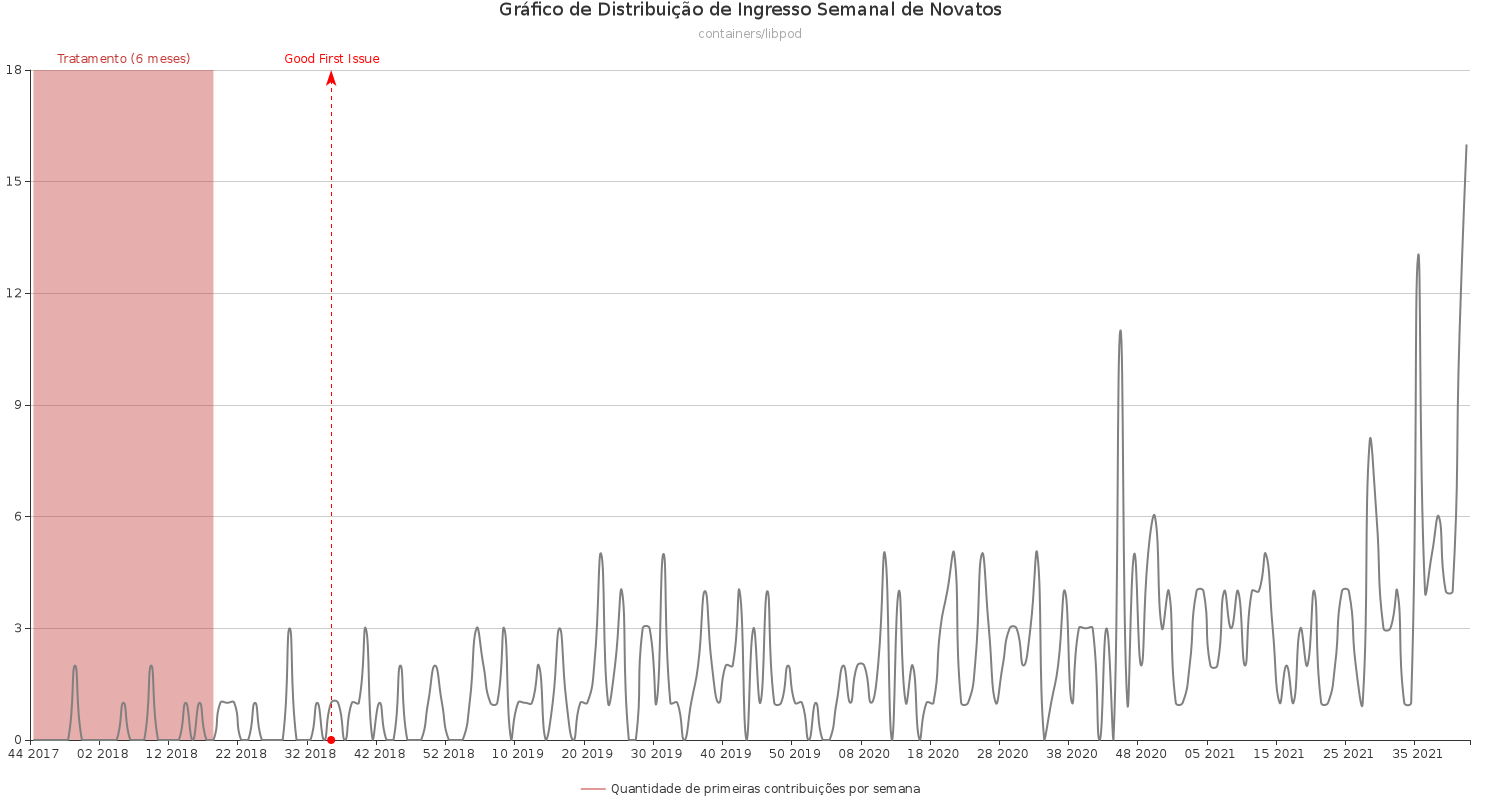 Gráfico de Distribuição de Ingresso Semanal de Novatos
containers/libpod
Tratamento (6 meses)
Good First Issue
18
15
12
9
6
3
0
44 2017 02 2018 12 2018 22 2018 32 2018 42 2018 52 2018 10 2019 20 2019 30 2019 40 2019 50 2019 08 2020 18 2020 28 2020 38 2020 48 2020 05 2021 15 2021 25 2021 35 2021
Quantidade de primeiras contribuições por semana